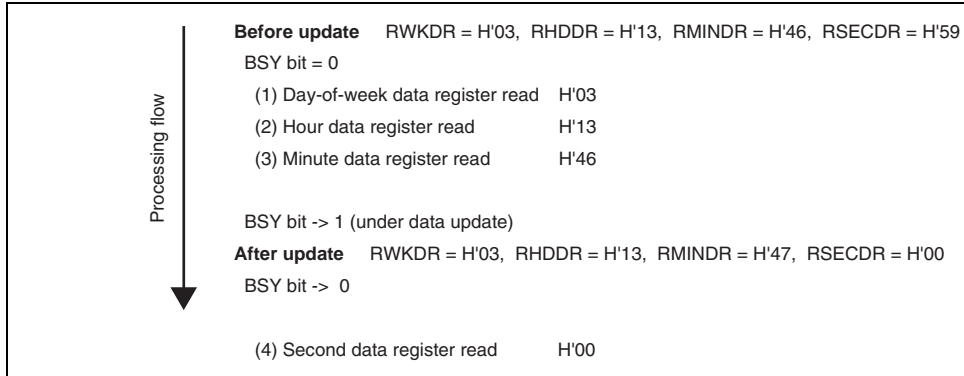 Processing flow
Before update RWKDR = H'03, RHDDR = H'13, RMINDR = H'46, RSECDR = H'59
BSY bit = 0
(1) Day-of-week data register read H'03
(2) Hour data register read H'13
(3) Minute data register read H'46
BSY bit -> 1 (under data update)
After update RWKDR = H'03, RHDDR = H'13, RMINDR = H'47, RSECDR = H'00
BSY bit -> 0
(4) Second data register read H'00